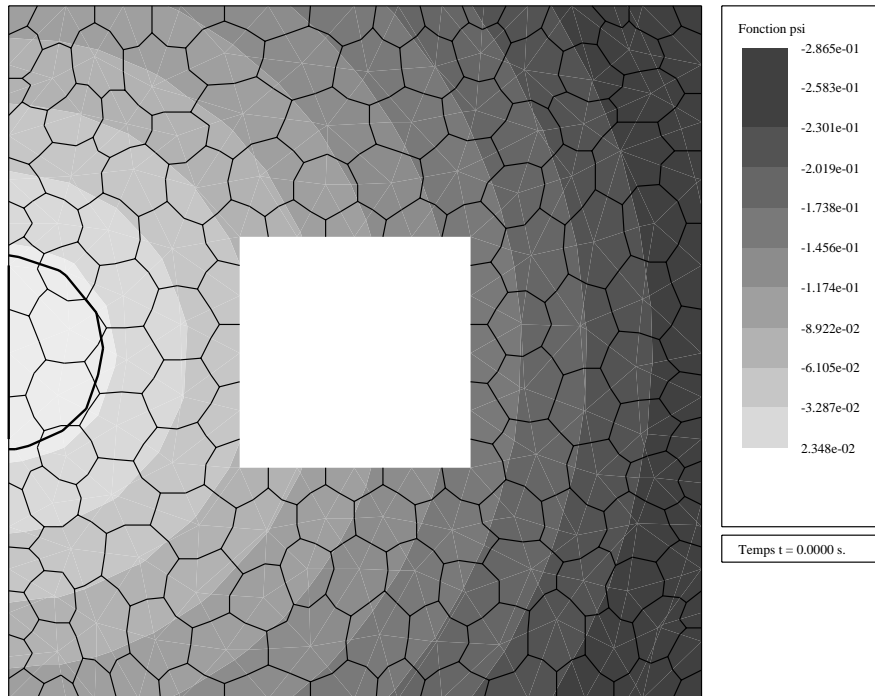 Fonction psi
-2.865e-01
-2.583e-01
-2.301e-01
-2.019e-01
-1.738e-01
-1.456e-01
-1.174e-01
-8.922e-02
-6.105e-02
-3.287e-02
2.348e-02
Temps t = 0.0000 s.